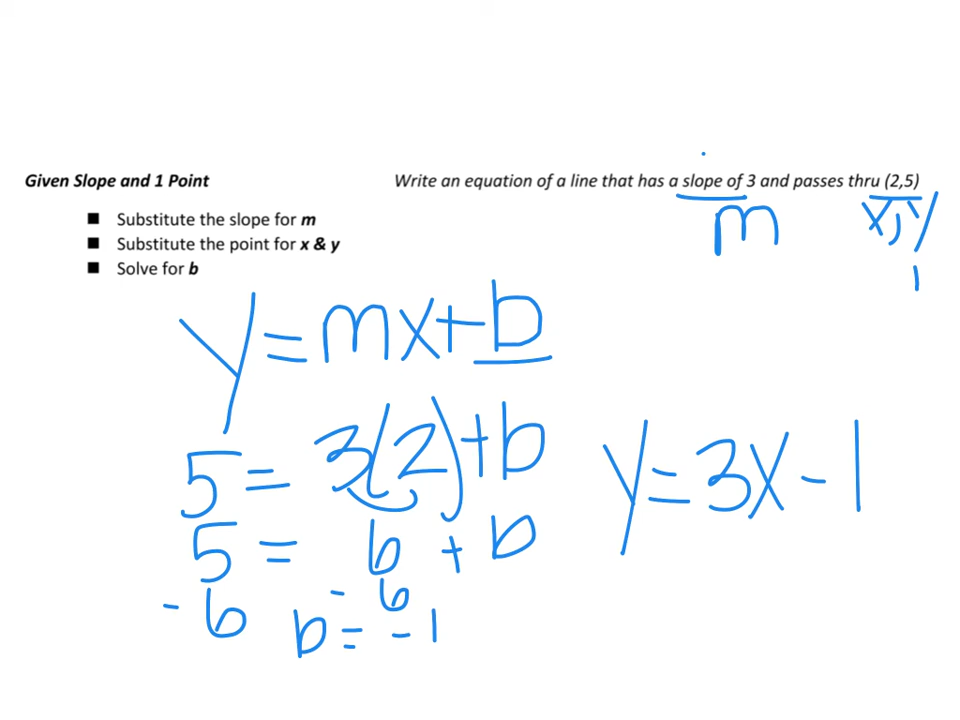 Given Slope and 1 Point
Write an equation of a line that has a slope of 3 and passes thru (2,5)
■ Substitute the slope for m
■ Substitute the point for x & y
■ Solve for b
m x,y
y=mx+b
5 = 3(2)+b
5 = 6 + b
- 6 - 6
b = -1
y=3x-1